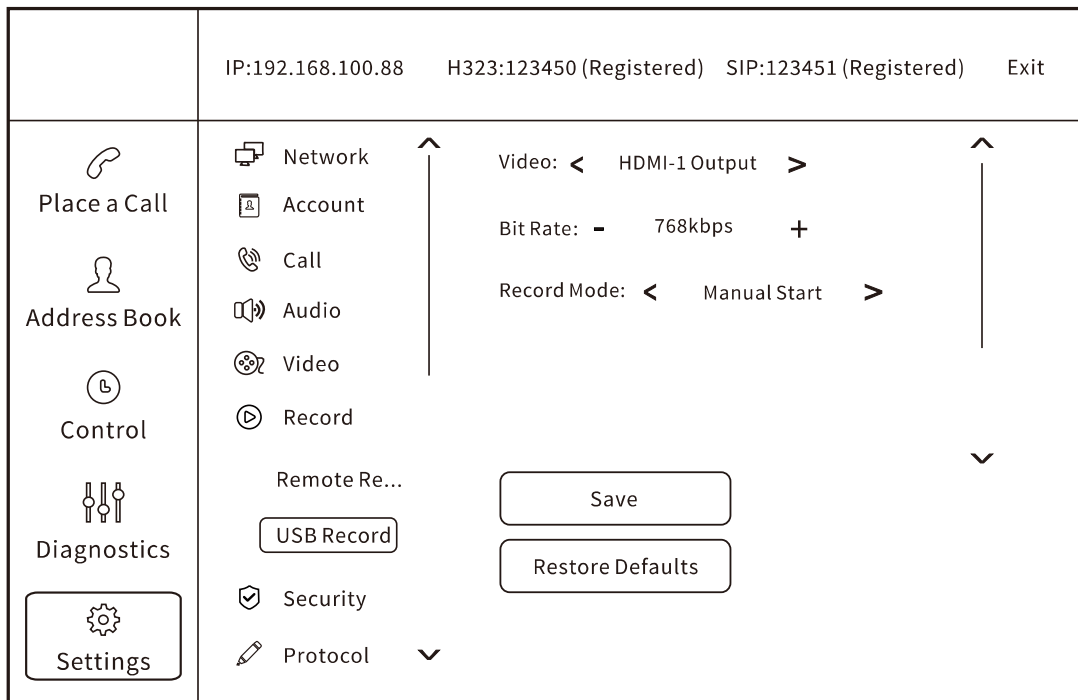 IP:192.168.100.88 H323:123450 (Registered) SIP:123451 (Registered) Exit
Place a Call
Address Book
Control
Diagnostics
Settings
Network
Account
Call
Audio
Video
Record
Remote Re...
USB Record
Security
Protocol
Video: < HDMI-1 Output >
Bit Rate: - 768kbps +
Record Mode: < Manual Start >
Save
Restore Defaults